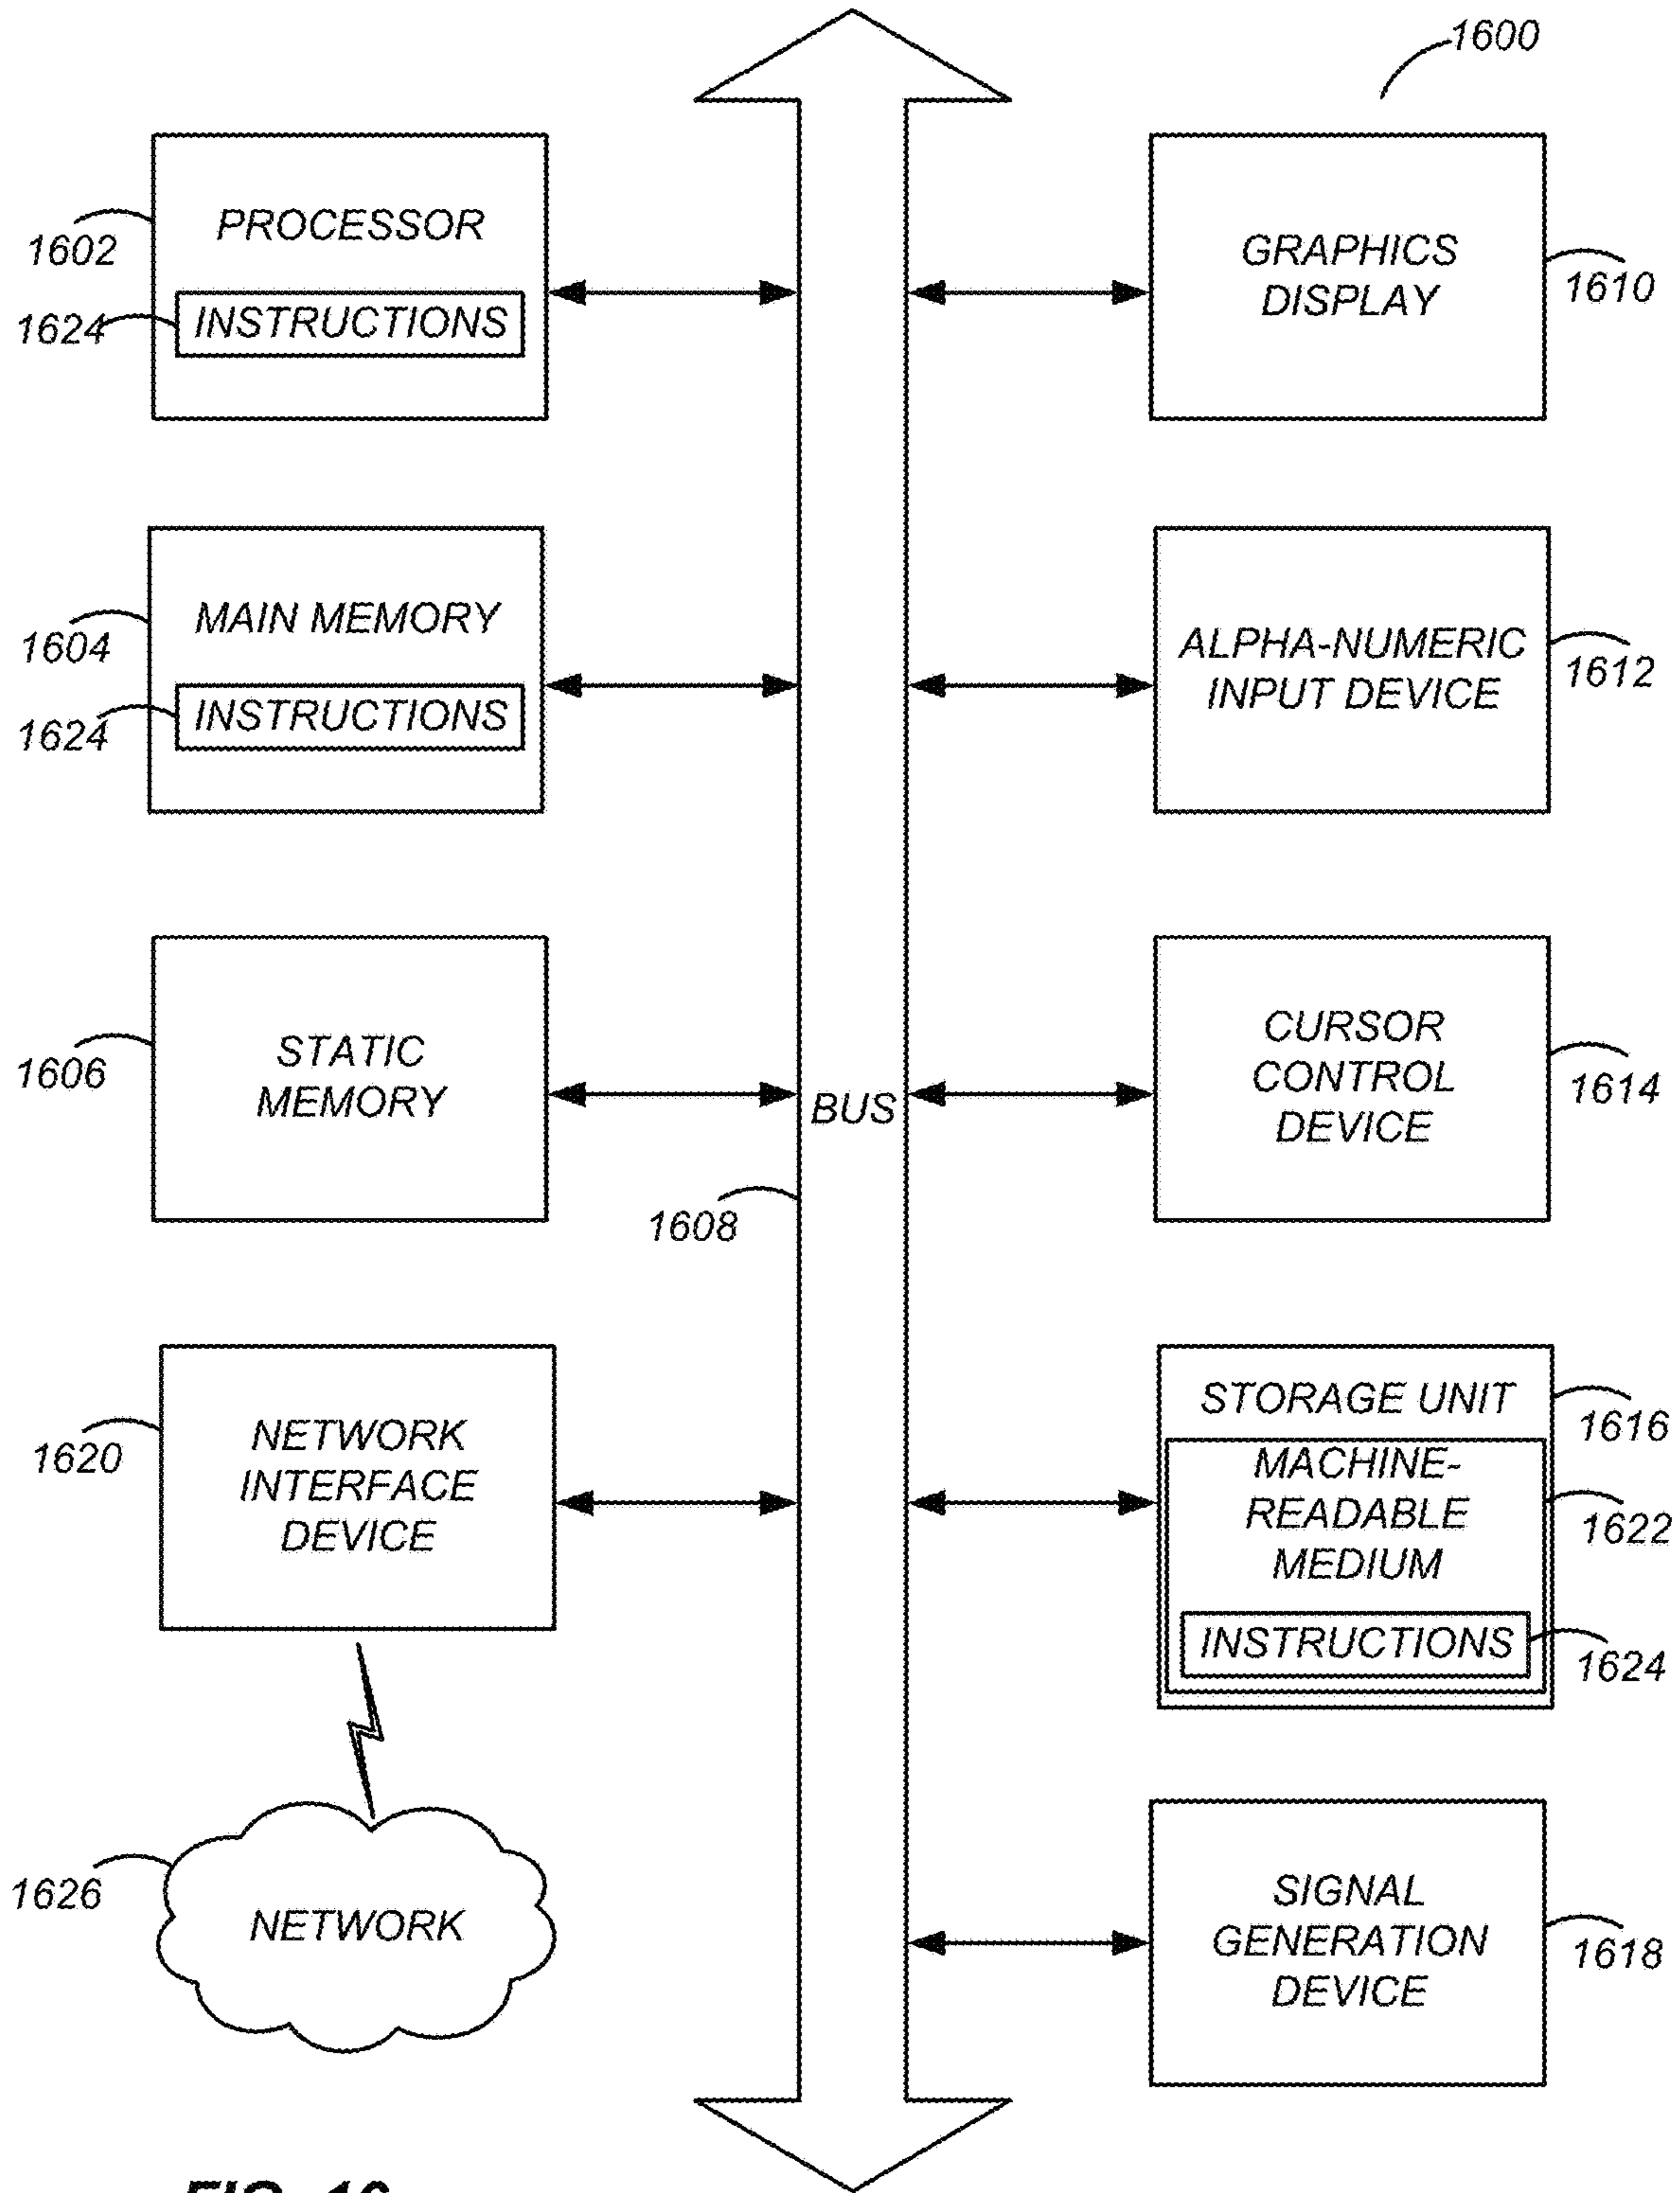 1600
PROCESSOR
1602
INSTRUCTIONS
1624
GRAPHICS
DISPLAY
1610
MAIN MEMORY
1604
INSTRUCTIONS
1624
ALPHA-NUMERIC
INPUT DEVICE
1612
STATIC
MEMORY
1606
BUS
1608
CURSOR
CONTROL
DEVICE
1614
NETWORK
INTERFACE
DEVICE
1620
STORAGE UNIT
1616
MACHINE-
READABLE
MEDIUM
1622
INSTRUCTIONS
1624
NETWORK
1626
SIGNAL
GENERATION
DEVICE
1618
FIG. 16